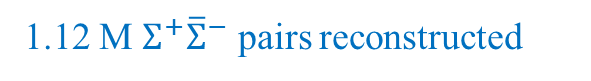 1.12 M Σ⁺Σ̄⁻ pairs reconstructed